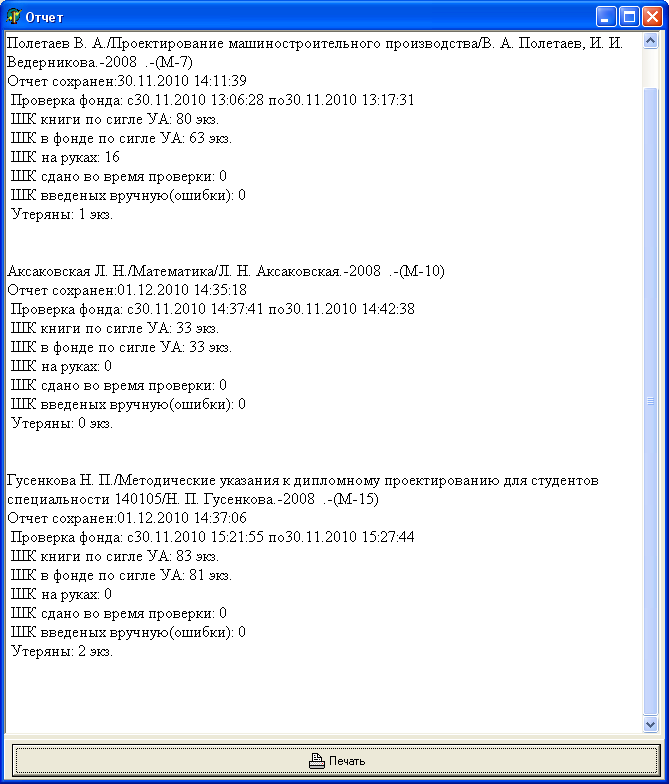 Отчет
Полетаев В. А./Проектирование машиностроительного производства/В. А. Полетаев, И. И.
Ведерникова.-2008  .-(М-7)
Отчет сохранен:30.11.2010 14:11:39
Проверка фонда: с30.11.2010 13:06:28 по30.11.2010 13:17:31
ШК книги по сигле УА: 80 экз.
ШК в фонде по сигле УА: 63 экз.
ШК на руках: 16
ШК сдано во время проверки: 0
ШК введеных вручную(ошибки): 0
Утеряны: 1 экз.
Аксаковская Л. Н./Математика/Л. Н. Аксаковская.-2008  .-(М-10)
Отчет сохранен:01.12.2010 14:35:18
Проверка фонда: с30.11.2010 14:37:41 по30.11.2010 14:42:38
ШК книги по сигле УА: 33 экз.
ШК в фонде по сигле УА: 33 экз.
ШК на руках: 0
ШК сдано во время проверки: 0
ШК введеных вручную(ошибки): 0
Утеряны: 0 экз.
Гусенкова Н. П./Методические указания к дипломному проектированию для студентов
специальности 140105/Н. П. Гусенкова.-2008  .-(М-15)
Отчет сохранен:01.12.2010 14:37:06
Проверка фонда: с30.11.2010 15:21:55 по30.11.2010 15:27:44
ШК книги по сигле УА: 83 экз.
ШК в фонде по сигле УА: 81 экз.
ШК на руках: 0
ШК сдано во время проверки: 0
ШК введеных вручную(ошибки): 0
Утеряны: 2 экз.
Печать